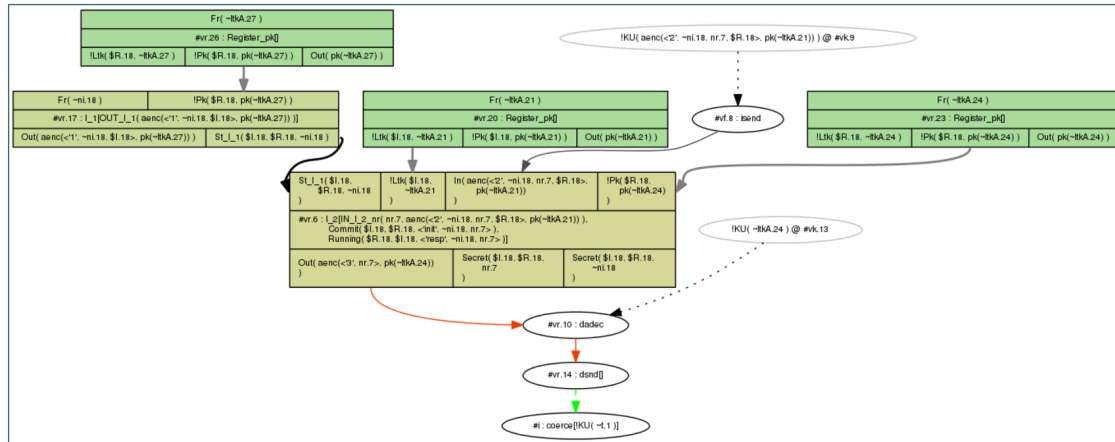 Fr( ~ltkA.27 )
#vr.26 : Register_pk[]
!Ltk( $R.18, pk(~ltkA.27) ) !Pk( $R.18, pk(~ltkA.27) ) Out( pk(~ltkA.27) )
!KU( aenc(<'2', ~ni.18, nr.7, $R.18>, pk(~ltkA.21)) ) @ #vk.9
Fr( ~ni.18 ) !Pk( $R.18, pk(~ltkA.27) )
#vr.17 : I_1[OUT_I_1( aenc(<'1', ~ni.18, $I.18>, pk(~ltkA.27)) )]
Out( aenc(<'1', ~ni.18, $I.18>, pk(~ltkA.27)) ) St_I_1( $I.18, $R.18, ~ni.18 )
Fr( ~ltkA.21 )
#vr.20 : Register_pk[]
!Ltk( $I.18, ~ltkA.21 ) !Pk( $I.18, pk(~ltkA.21) ) Out( pk(~ltkA.21) )
#vf.8 : isend
Fr( ~ltkA.24 )
#vr.23 : Register_pk[]
!Ltk( $R.18, ~ltkA.24 ) !Pk( $R.18, pk(~ltkA.24) ) Out( pk(~ltkA.24) )
St_I_1( $I.18,
$R.18, ~ni.18
)
!Ltk( $I.18,
~ltkA.21
)
In( aenc(<'2', ~ni.18, nr.7, $R.18>,
pk(~ltkA.21))
)
!Pk( $R.18,
pk(~ltkA.24)
)
#vr.6 : I_2[IN_I_2_nr( nr.7, aenc(<'2', ~ni.18, nr.7, $R.18>, pk(~ltkA.21)) ),
Commit( $I.18, $R.18, <'init', ~ni.18, nr.7> ),
Running( $R.18, $I.18, <'resp', ~ni.18, nr.7> )]
Out( aenc(<'3', nr.7>, pk(~ltkA.24))
)
Secret( $I.18, $R.18,
nr.7
)
Secret( $I.18, $R.18,
~ni.18
)
!KU( ~ltkA.24 ) @ #vk.13
#vr.10 : dadec
#vr.14 : dsnd[]
#i : coerce[!KU( ~t.1 )]